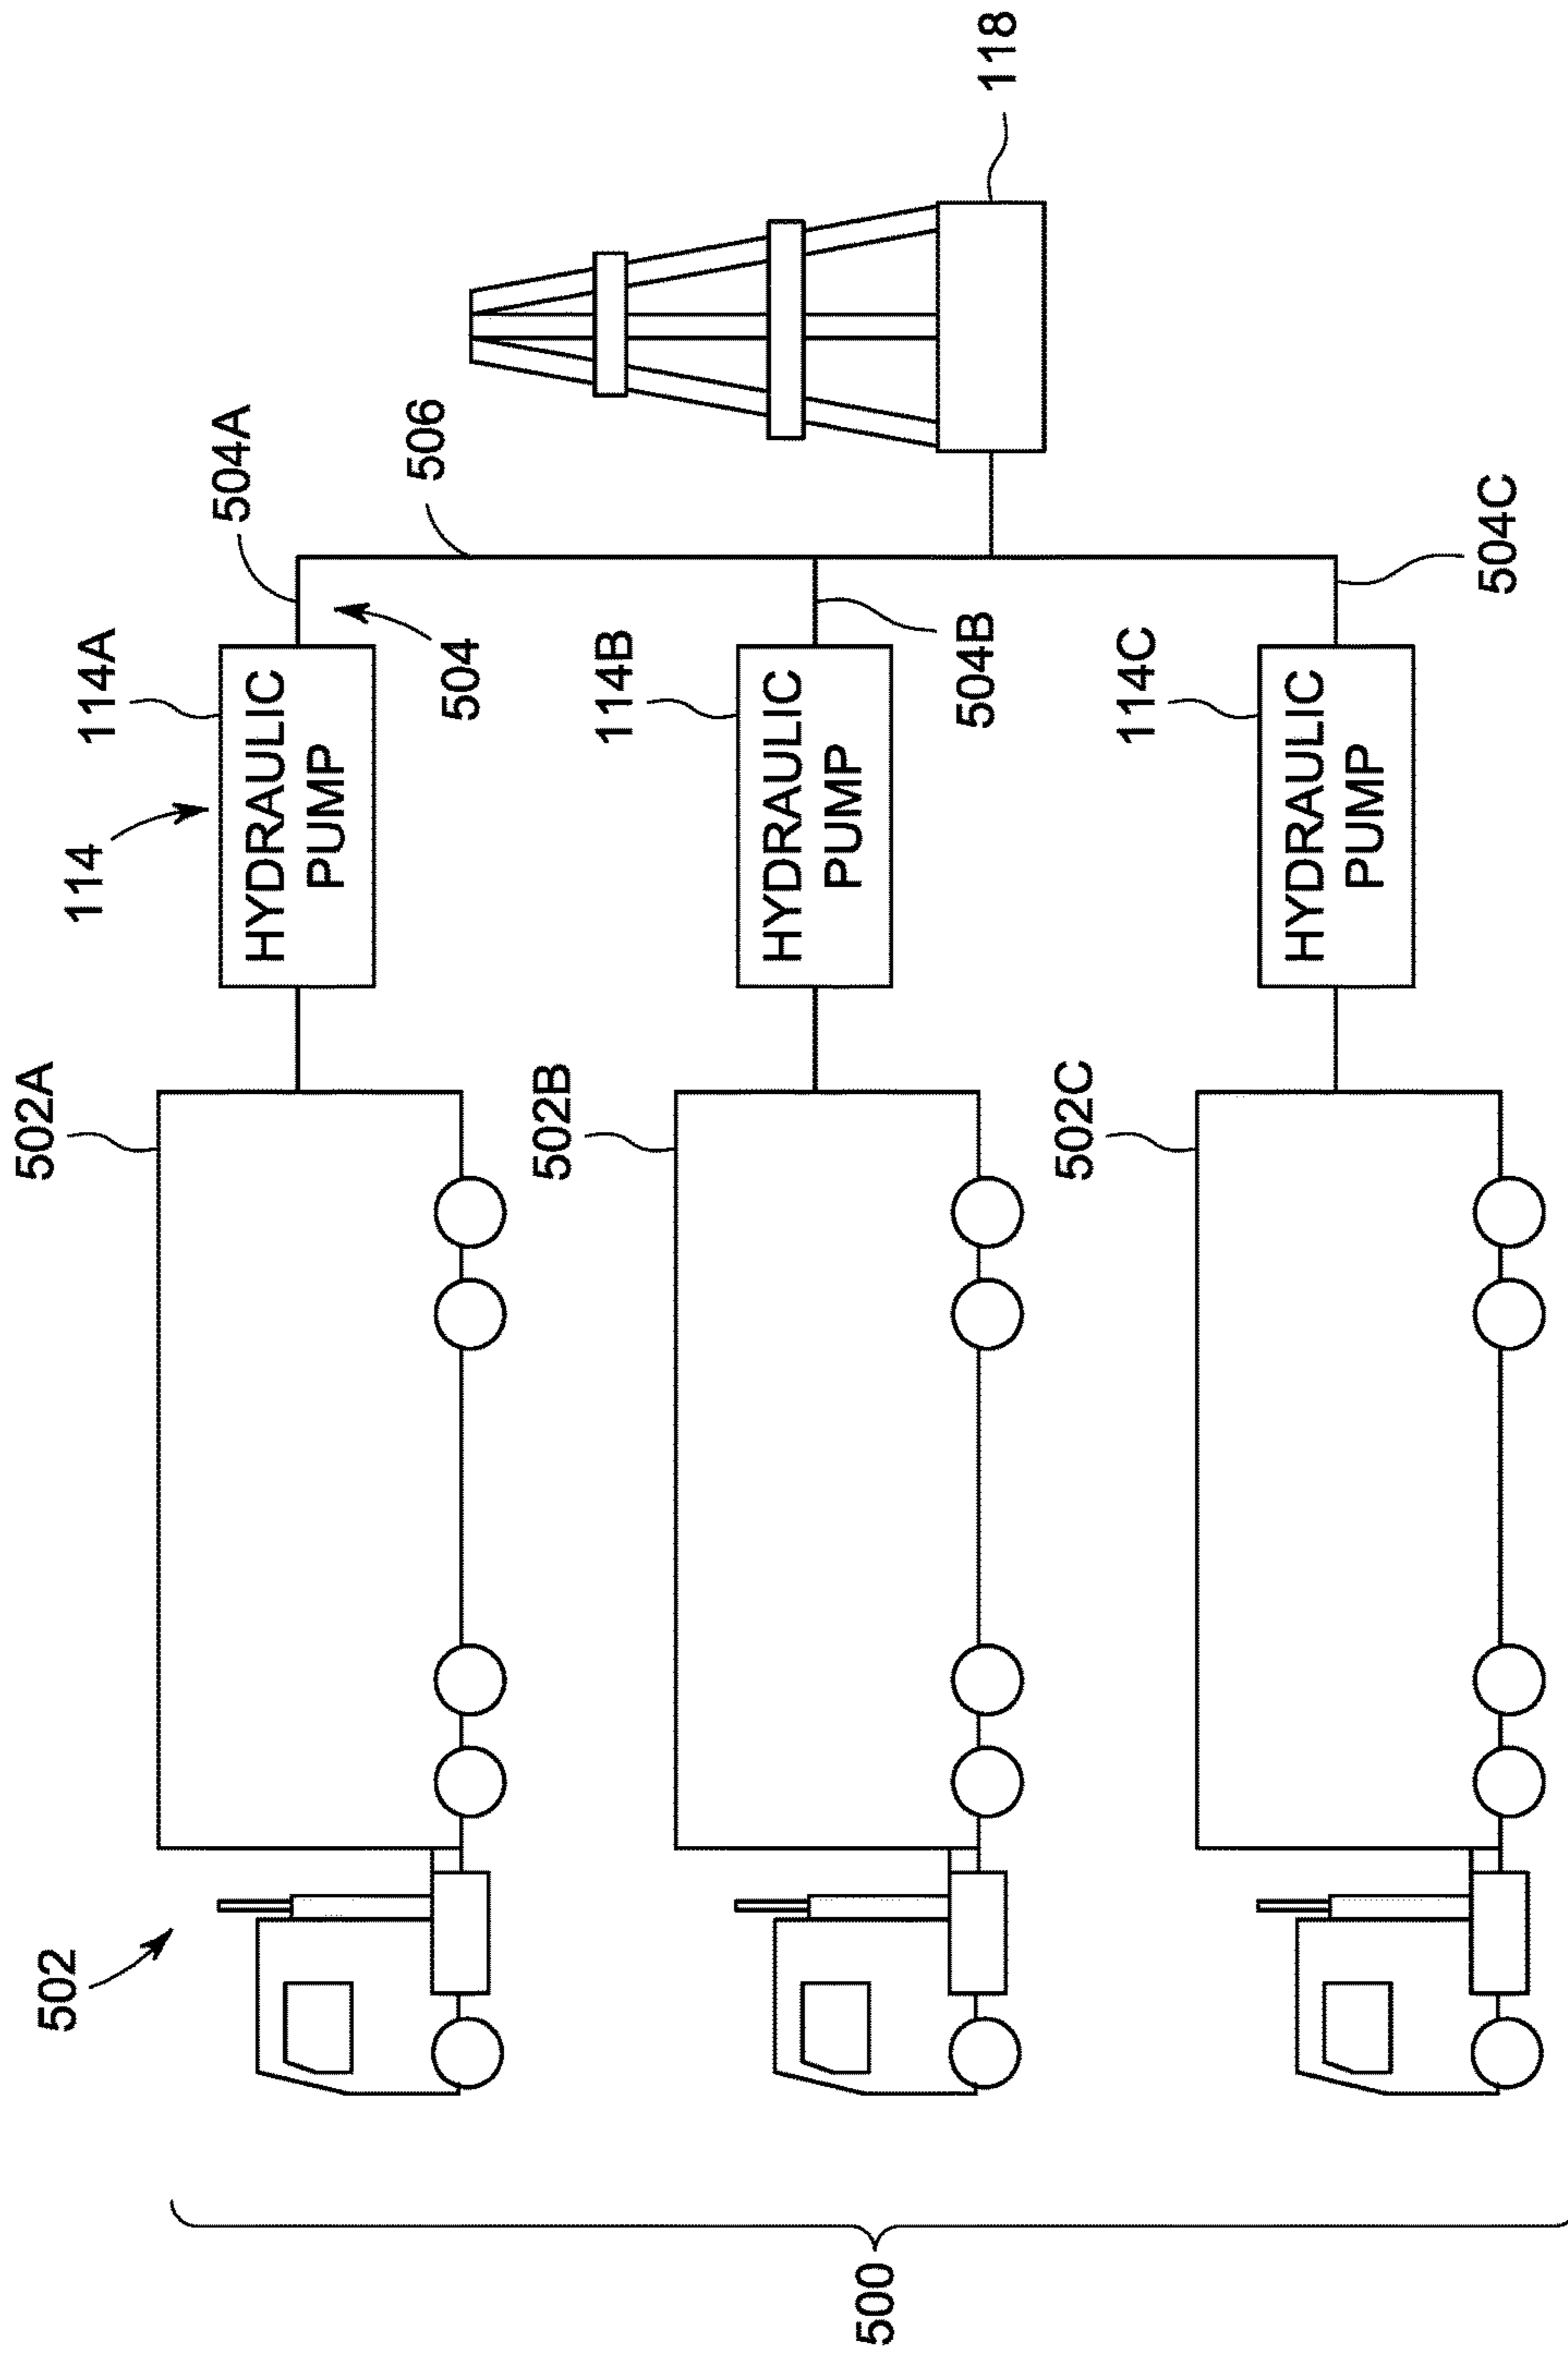 500
502
502A
502B
502C
114
114A
HYDRAULIC
PUMP
114B
HYDRAULIC
PUMP
114C
HYDRAULIC
PUMP
504
504A
504B
504C
506
118